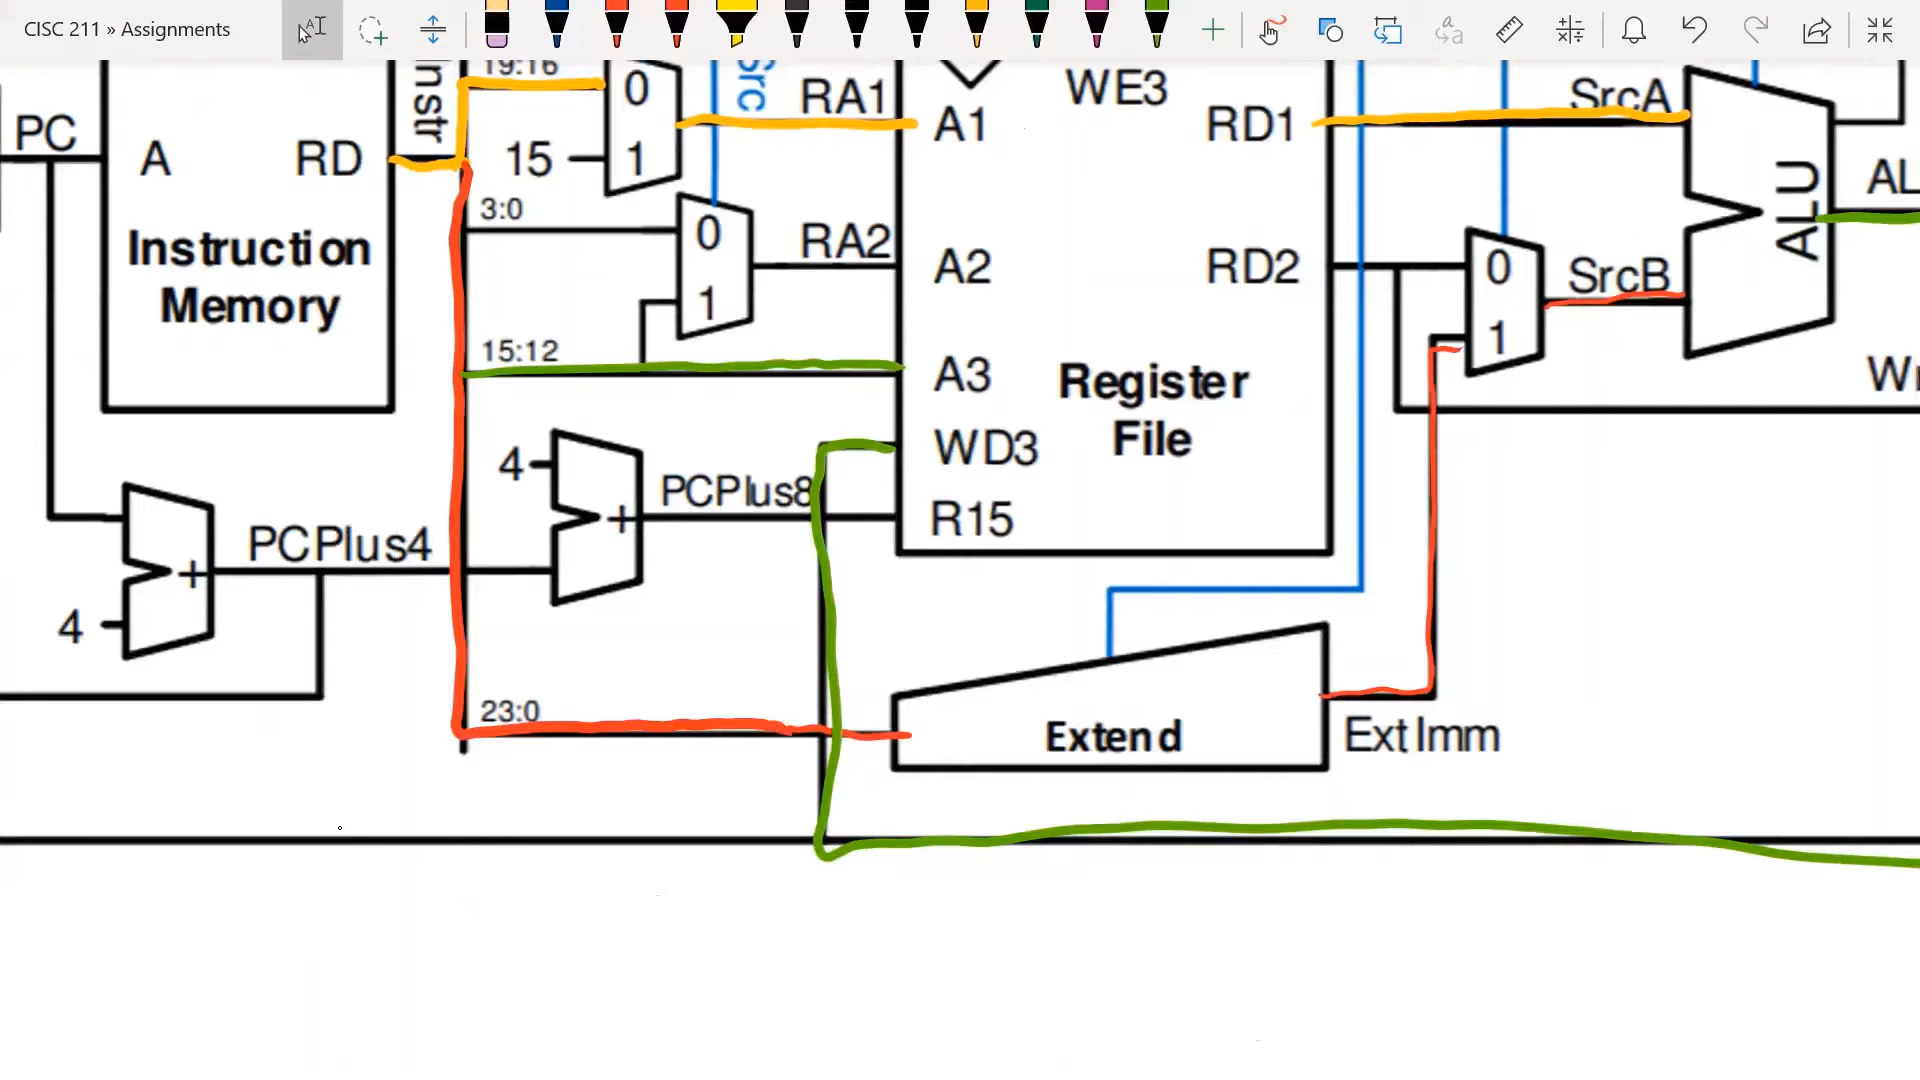 CISC 211 » Assignments
19:16
Instr
Src
0
RA1
WE3
SrcA
PC
A1
RD1
A
RD
15
1
ALU
AL
3:0
0
RA2
Instruction
Memory
A2
RD2
0
SrcB
1
1
15:12
A3
Register
File
Wr
4
WD3
PCPlus8
+
R15
PCPlus4
+
4
23:0
Extend
ExtImm